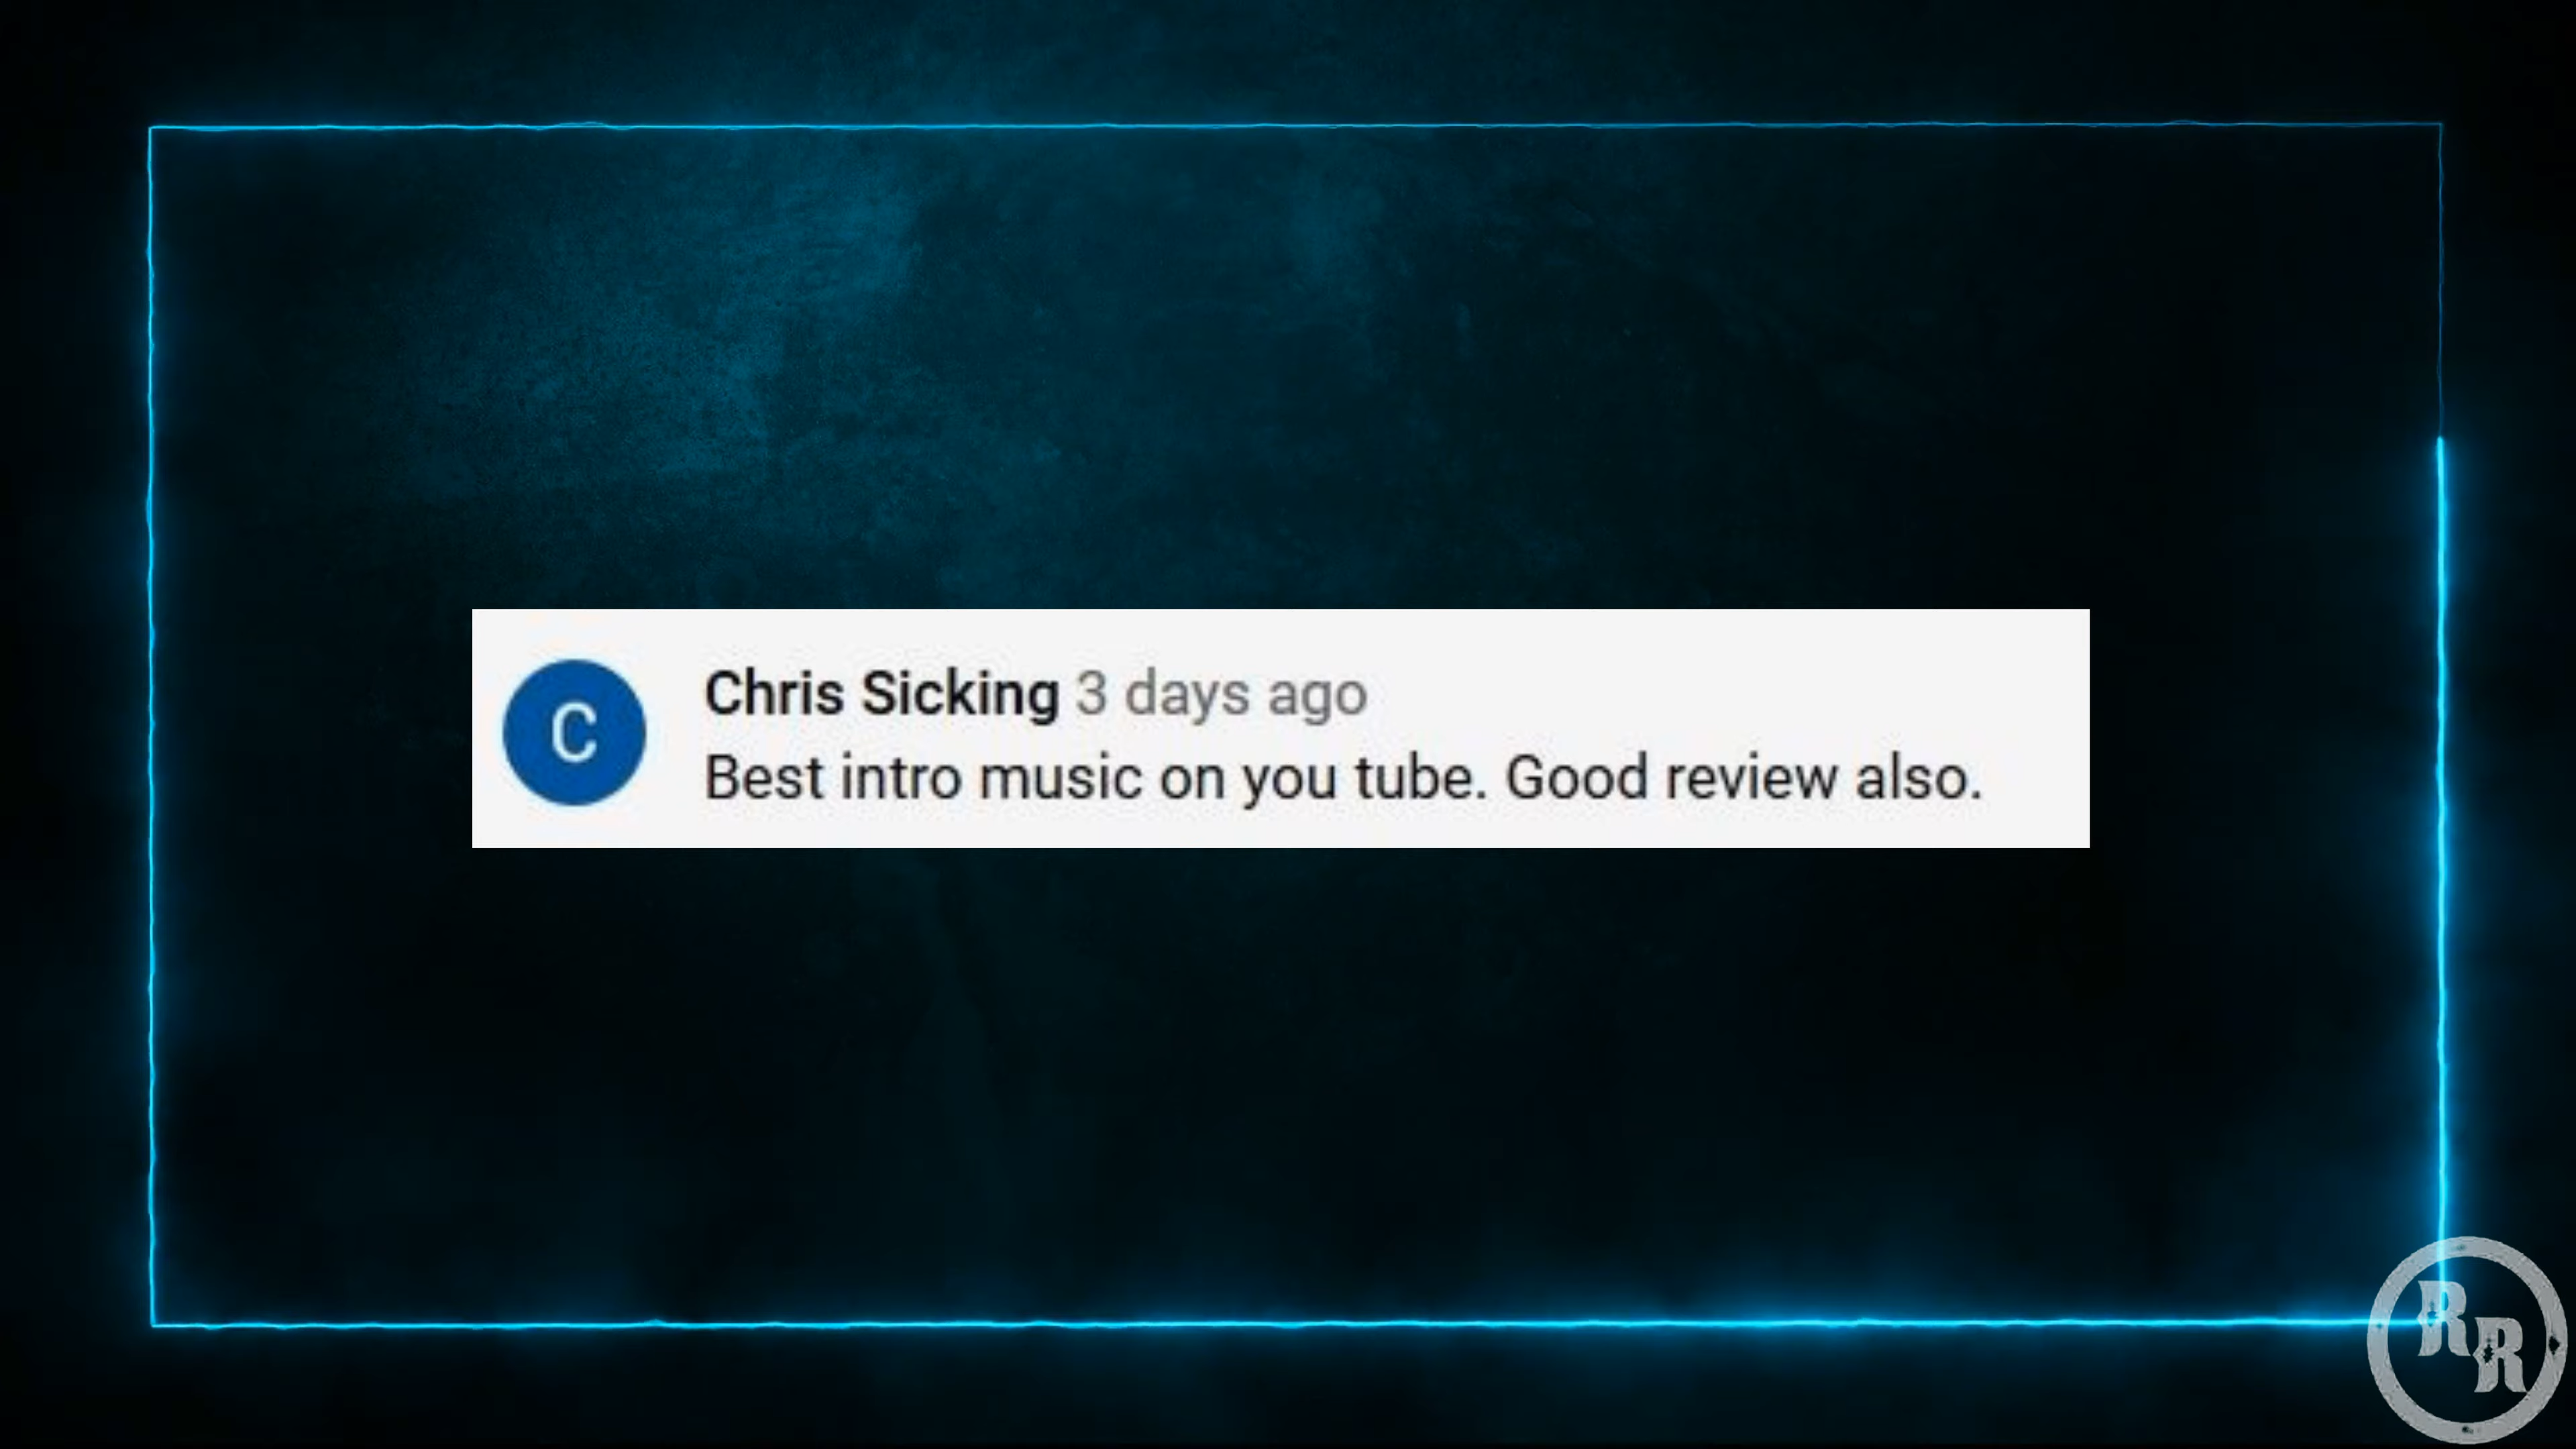 C
Chris Sicking 3 days ago
Best intro music on you tube. Good review also.
RR